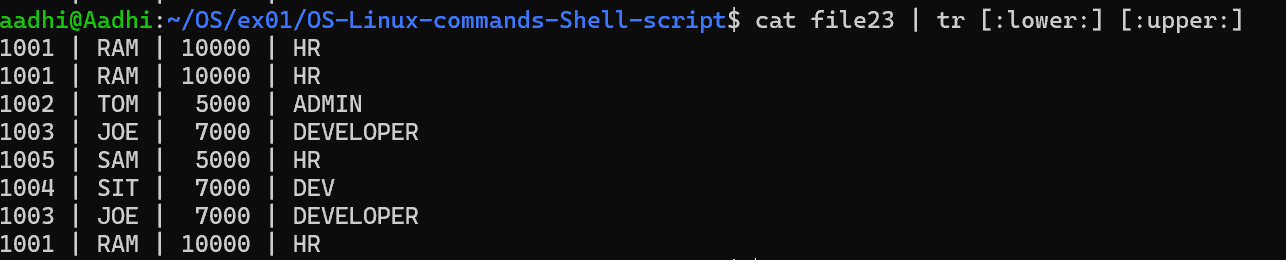 aadhi@Aadhi:~/OS/ex01/OS-Linux-commands-Shell-script$ cat file23 | tr [:lower:] [:upper:]
1001 | RAM | 10000 | HR
1001 | RAM | 10000 | HR
1002 | TOM |  5000 | ADMIN
1003 | JOE |  7000 | DEVELOPER
1005 | SAM |  5000 | HR
1004 | SIT |  7000 | DEV
1003 | JOE |  7000 | DEVELOPER
1001 | RAM | 10000 | HR